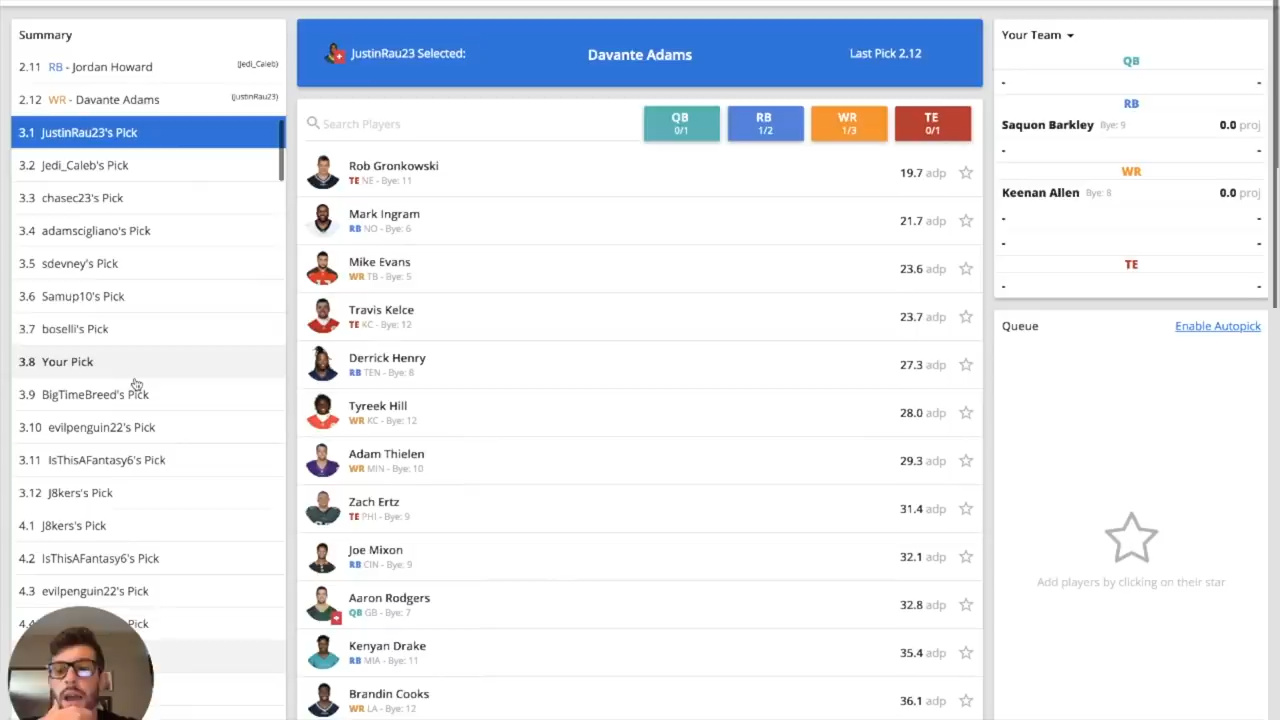 Summary
2.11 RB - Jordan Howard (Jedi_Caleb)
2.12 WR - Davante Adams (JustinRau23)
3.1 JustinRau23's Pick
3.2 Jedi_Caleb's Pick
3.3 chasec23's Pick
3.4 adamscigliano's Pick
3.5 sdevney's Pick
3.6 Samup10's Pick
3.7 boselli's Pick
3.8 Your Pick
3.9 BigTimeBreed's Pick
3.10 evilpenguin22's Pick
3.11 IsThisAFantasy6's Pick
3.12 J8kers's Pick
4.1 J8kers's Pick
4.2 IsThisAFantasy6's Pick
4.3 evilpenguin22's Pick
Pick
JustinRau23 Selected: Davante Adams Last Pick 2.12
Search Players
QB RB WR TE
0/1 1/2 1/3 0/1
Rob Gronkowski
TE NE - Bye: 11 19.7 adp
Mark Ingram
RB NO - Bye: 6 21.7 adp
Mike Evans
WR TB - Bye: 5 23.6 adp
Travis Kelce
TE KC - Bye: 12 23.7 adp
Derrick Henry
RB TEN - Bye: 8 27.3 adp
Tyreek Hill
WR KC - Bye: 12 28.0 adp
Adam Thielen
WR MIN - Bye: 10 29.3 adp
Zach Ertz
TE PHI - Bye: 9 31.4 adp
Joe Mixon
RB CIN - Bye: 9 32.1 adp
Aaron Rodgers
QB GB - Bye: 7 32.8 adp
Kenyan Drake
RB MIA - Bye: 11 35.4 adp
Brandin Cooks
WR LA - Bye: 12 36.1 adp
Your Team
QB
- -
RB
Saquon Barkley Bye: 9 0.0 proj
- -
WR
Keenan Allen Bye: 8 0.0 proj
- -
- -
TE
- -
Queue Enable Autopick
Add players by clicking on their star